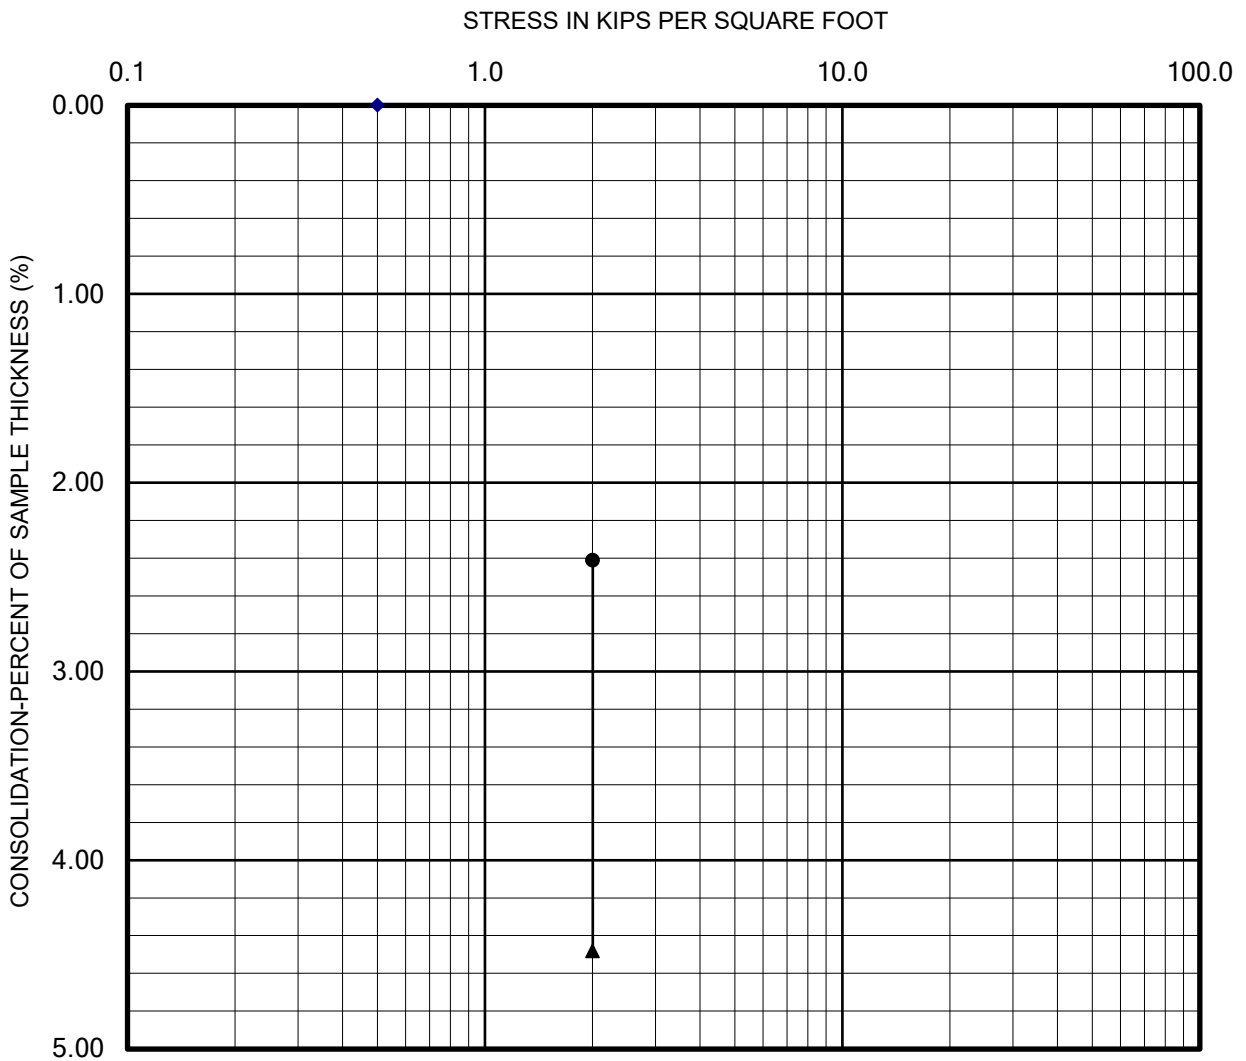 STRESS IN KIPS PER SQUARE FOOT
0.1 1.0 10.0 100.0
0.00
1.00
2.00
3.00
4.00
5.00
CONSOLIDATION-PERCENT OF SAMPLE THICKNESS (%)